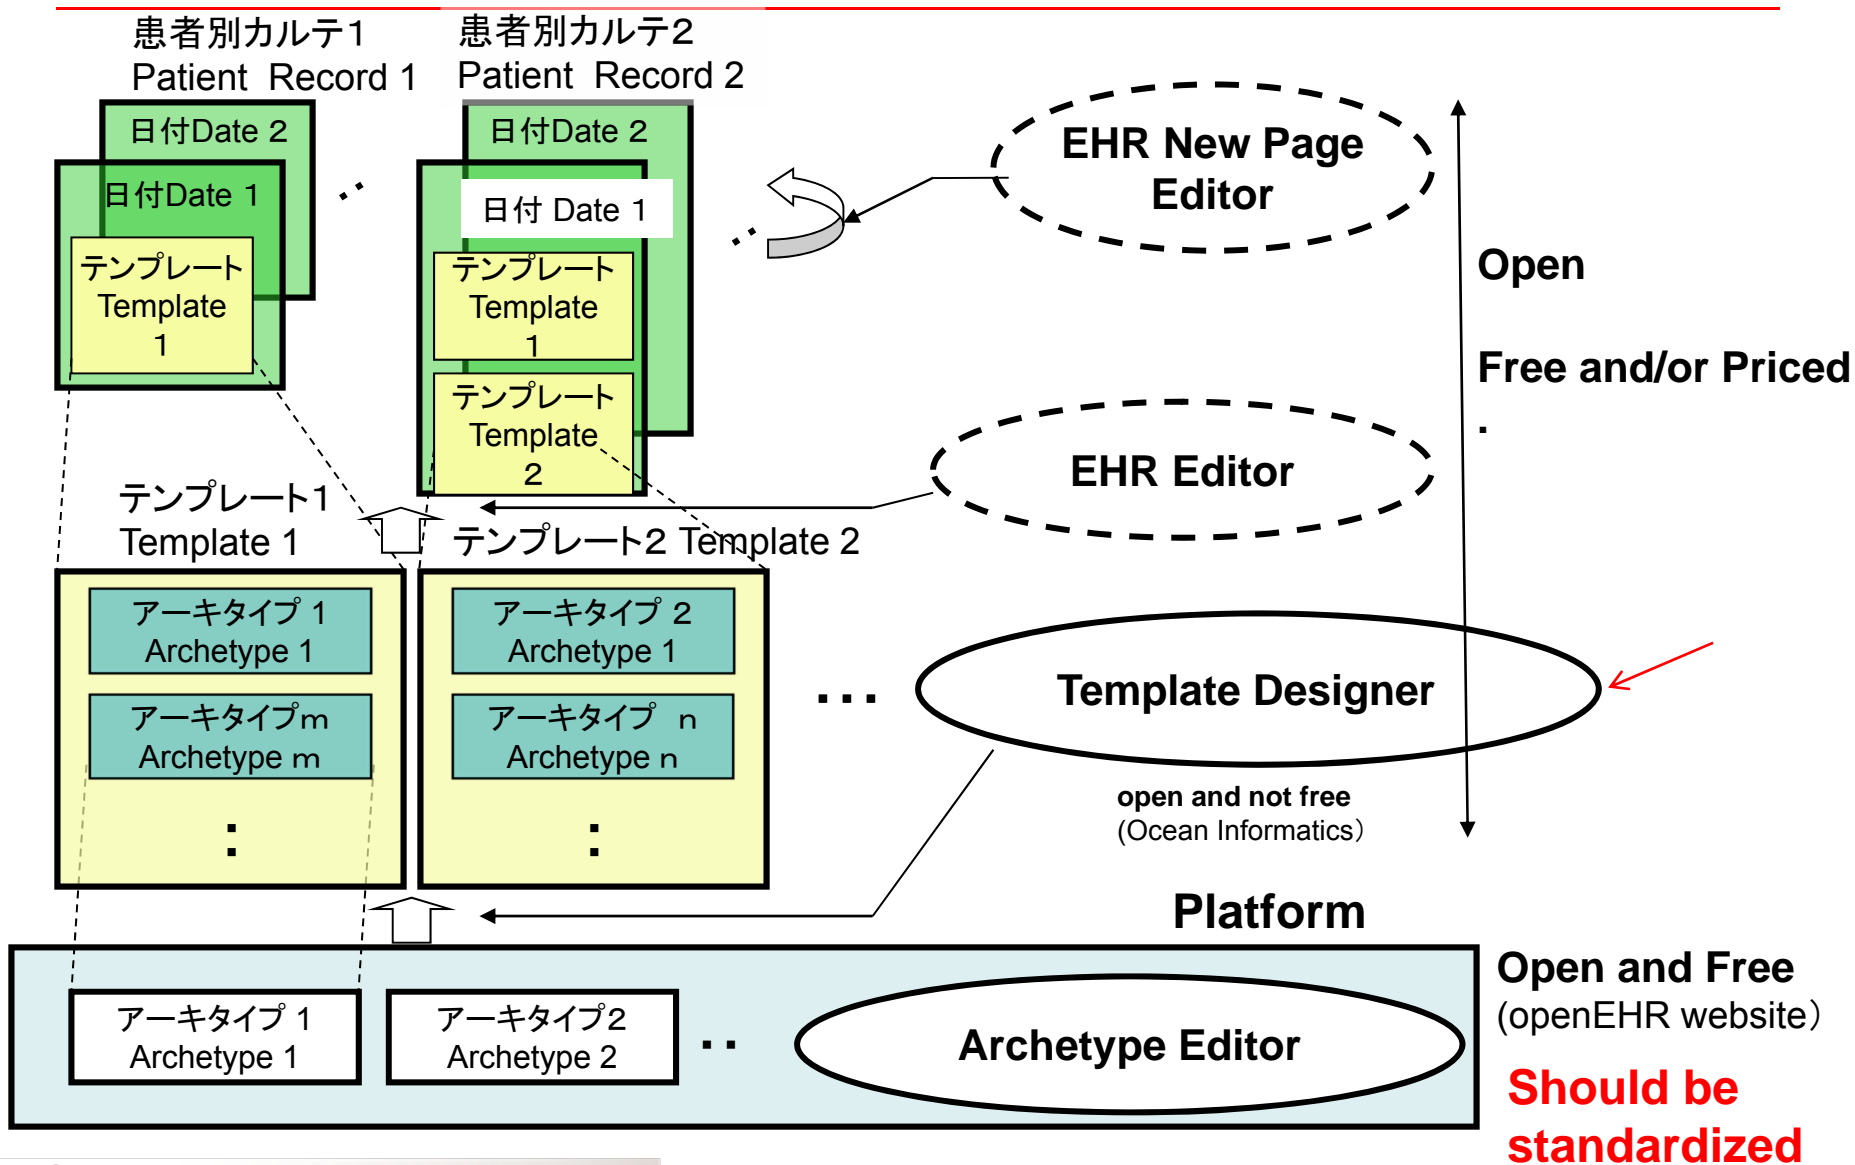 患者別カルテ1
Patient Record 1
患者別カルテ2
Patient Record 2
日付Date 2
日付Date 1
テンプレート
Template
1
日付Date 2
日付 Date 1
テンプレート
Template
1
テンプレート
Template
2
EHR New Page
Editor
Open
Free and/or Priced
.
EHR Editor
テンプレート1
Template 1
テンプレート2 Template 2
アーキタイプ 1
Archetype 1
アーキタイプm
Archetype m
:
アーキタイプ 2
Archetype 1
アーキタイプ n
Archetype n
:
...
Template Designer
open and not free
(Ocean Informatics)
Platform
アーキタイプ 1
Archetype 1
アーキタイプ2
Archetype 2
..
Archetype Editor
Open and Free
(openEHR website)
Should be
standardized